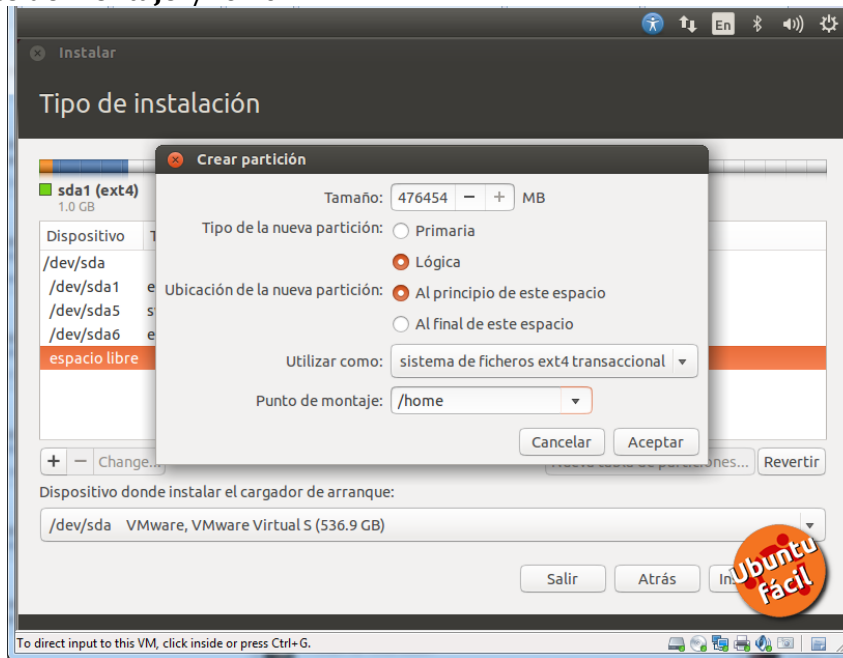 En
Instalar
Tipo de instalación
Crear partición
sda1 (ext4)
1.0 GB
Tamaño: 476454 − + MB
Tipo de la nueva partición: Primaria
Lógica
Ubicación de la nueva partición: Al principio de este espacio
Al final de este espacio
Utilizar como: sistema de ficheros ext4 transaccional
Punto de montaje: /home
Cancelar Aceptar
Dispositivo T
/dev/sda
/dev/sda1 e
/dev/sda5 s
/dev/sda6 e
espacio libre
+ − Change...
Revertir
Dispositivo donde instalar el cargador de arranque:
/dev/sda VMware, VMware Virtual S (536.9 GB)
Salir Atrás In
Ubuntu
Fácil
To direct input to this VM, click inside or press Ctrl+G.